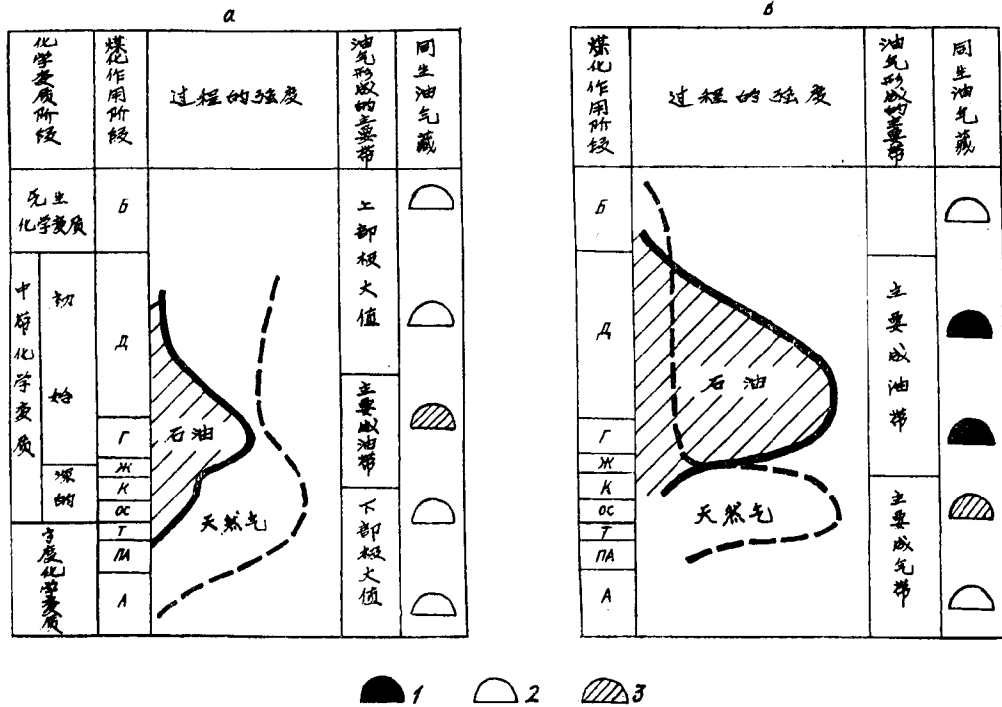 a
化学变质阶段
煤化作用阶段
过程的强度
油气形成的主要带
同生油气藏
先生
化学变质
Б
上部极大值
中等化学变质
初始
Д
石油
主要成油带
Г
Ж
深的
К
ОС
天然气
下部极大值
Т
ПА
А
化学变质
в
煤化作用阶段
过程的强度
油气形成的主要带
同生油气藏
Б
Д
主要成油带
石油
Г
Ж
К
ОС
天然气
主要成气带
Т
ПА
А
1
2
3